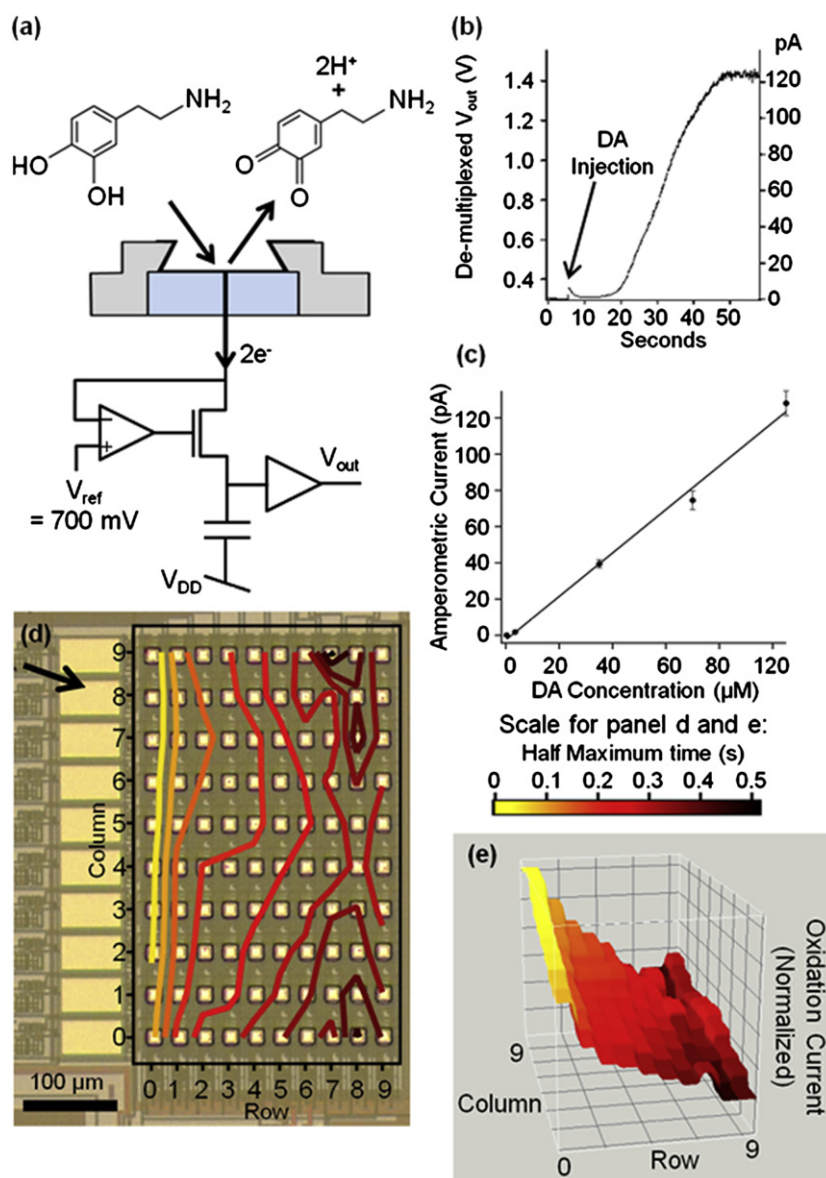 (a)
2H⁺
+
NH₂
NH₂
HO
OH
O
O
2e⁻
−
+
V_ref
= 700 mV
V_out
V_DD
(b)
De-multiplexed V_out (V)
1.4
1.2
1.0
0.8
0.6
0.4
pA
120
100
80
60
40
20
0
DA
Injection
0 10 20 30 40 50
Seconds
(c)
Amperometric Current (pA)
120
100
80
60
40
20
0
0 20 40 60 80 100 120
DA Concentration (µM)
Scale for panel d and e:
Half Maximum time (s)
0 0.1 0.2 0.3 0.4 0.5
(d)
Column
9
8
7
6
5
4
3
2
1
0
0 1 2 3 4 5 6 7 8 9
Row
100 µm
(e)
Oxidation Current
(Normalized)
9
Column
0
Row
9